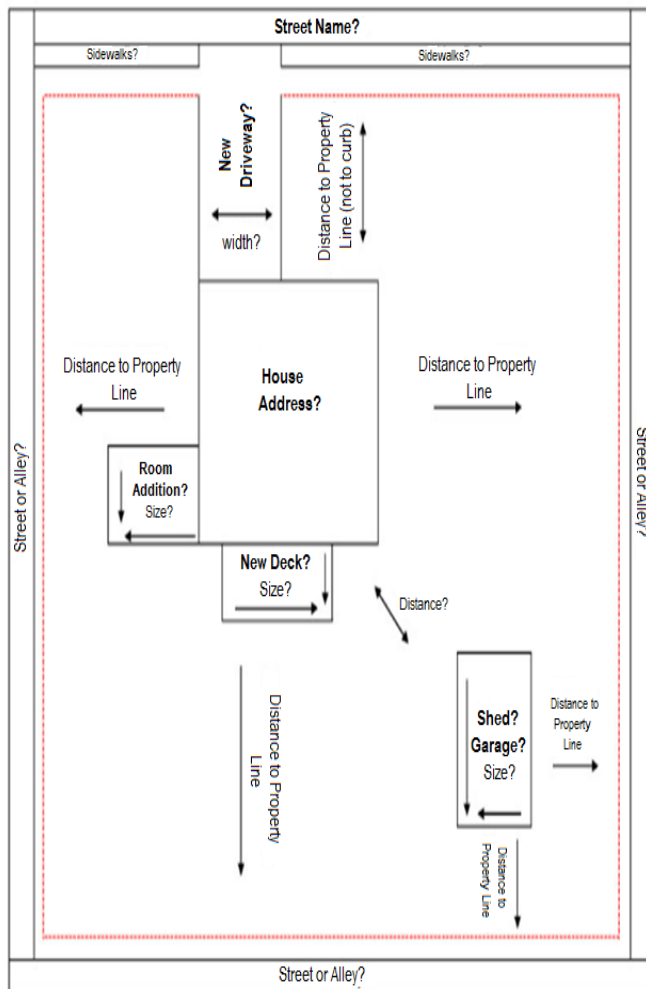 Street Name?
Sidewalks?
Sidewalks?
New
Driveway?
width?
Distance to Property
Line (not to curb)
Distance to Property
Line
House
Address?
Distance to Property
Line
Street or Alley?
Street or Alley?
Room
Addition?
Size?
New Deck?
Size?
Distance?
Distance to Property
Line
Shed?
Garage?
Size?
Distance to
Property
Line
Distance to
Property Line
Street or Alley?